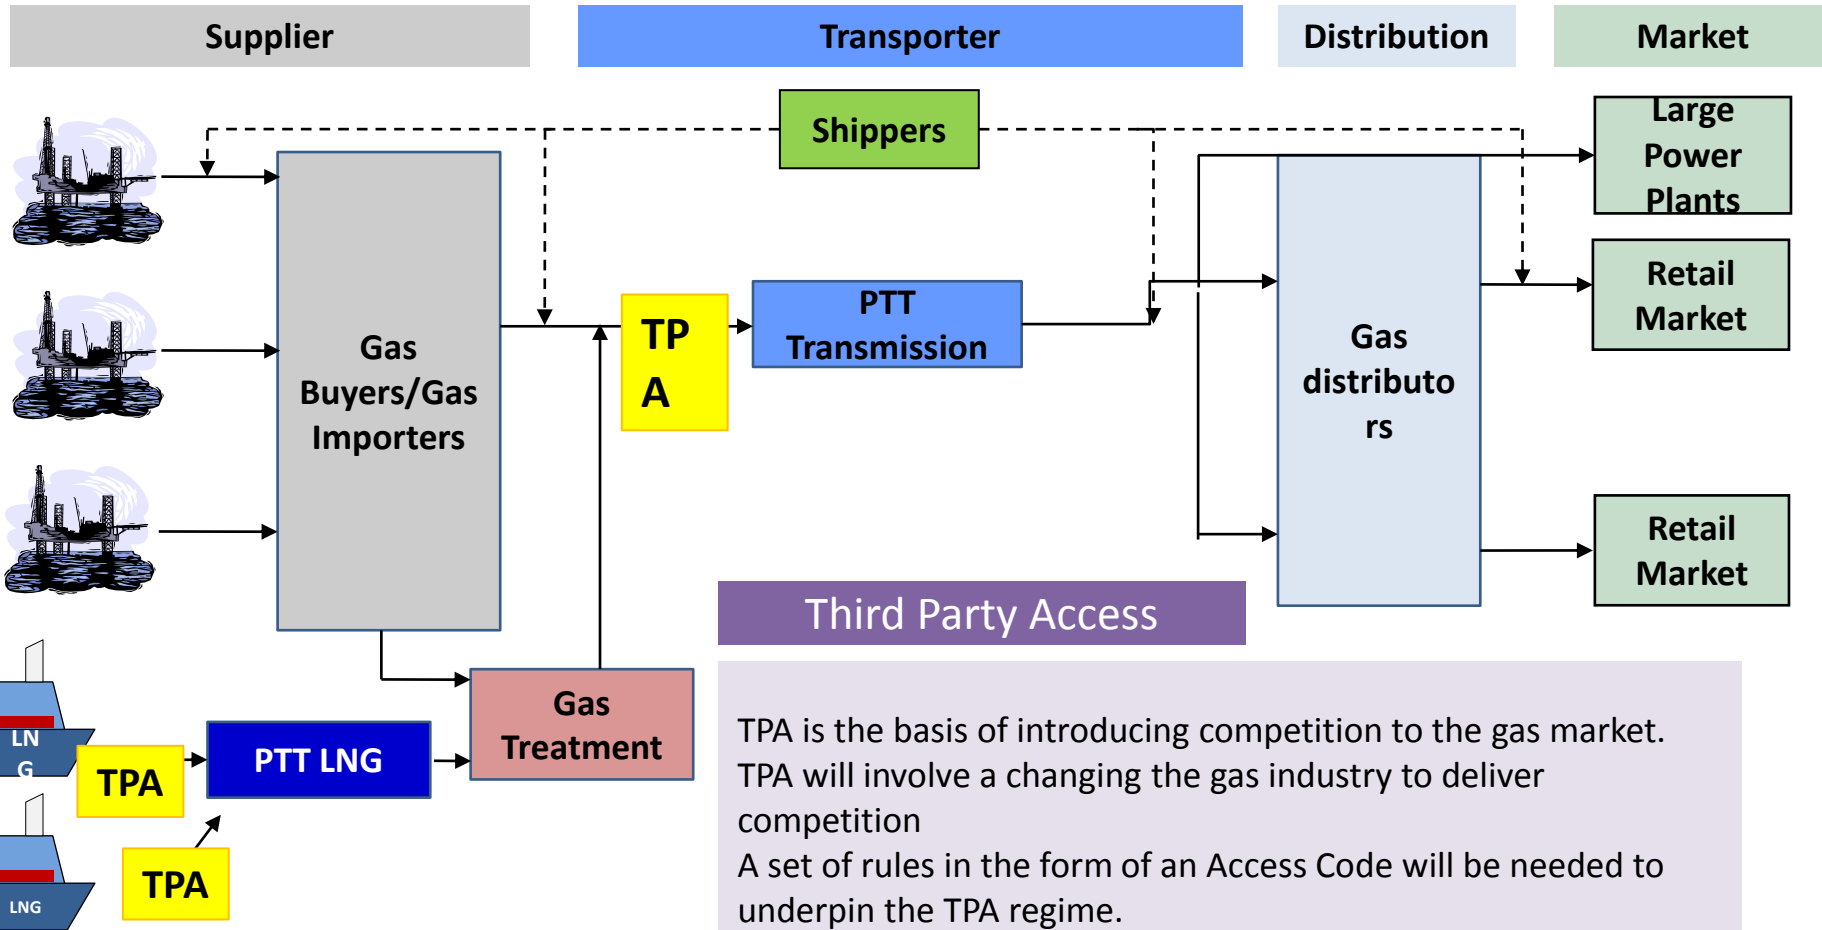 Supplier
Transporter
Distribution
Market
Shippers
Large
Power
Plants
Retail
Market
PTT
Transmission
TP
A
Gas
Buyers/Gas
Importers
Gas
distributo
rs
Retail
Market
Third Party Access
Gas
Treatment
LN
G
TPA
PTT LNG
TPA
LNG
TPA is the basis of introducing competition to the gas market.
TPA will involve a changing the gas industry to deliver
competition
A set of rules in the form of an Access Code will be needed to
underpin the TPA regime.